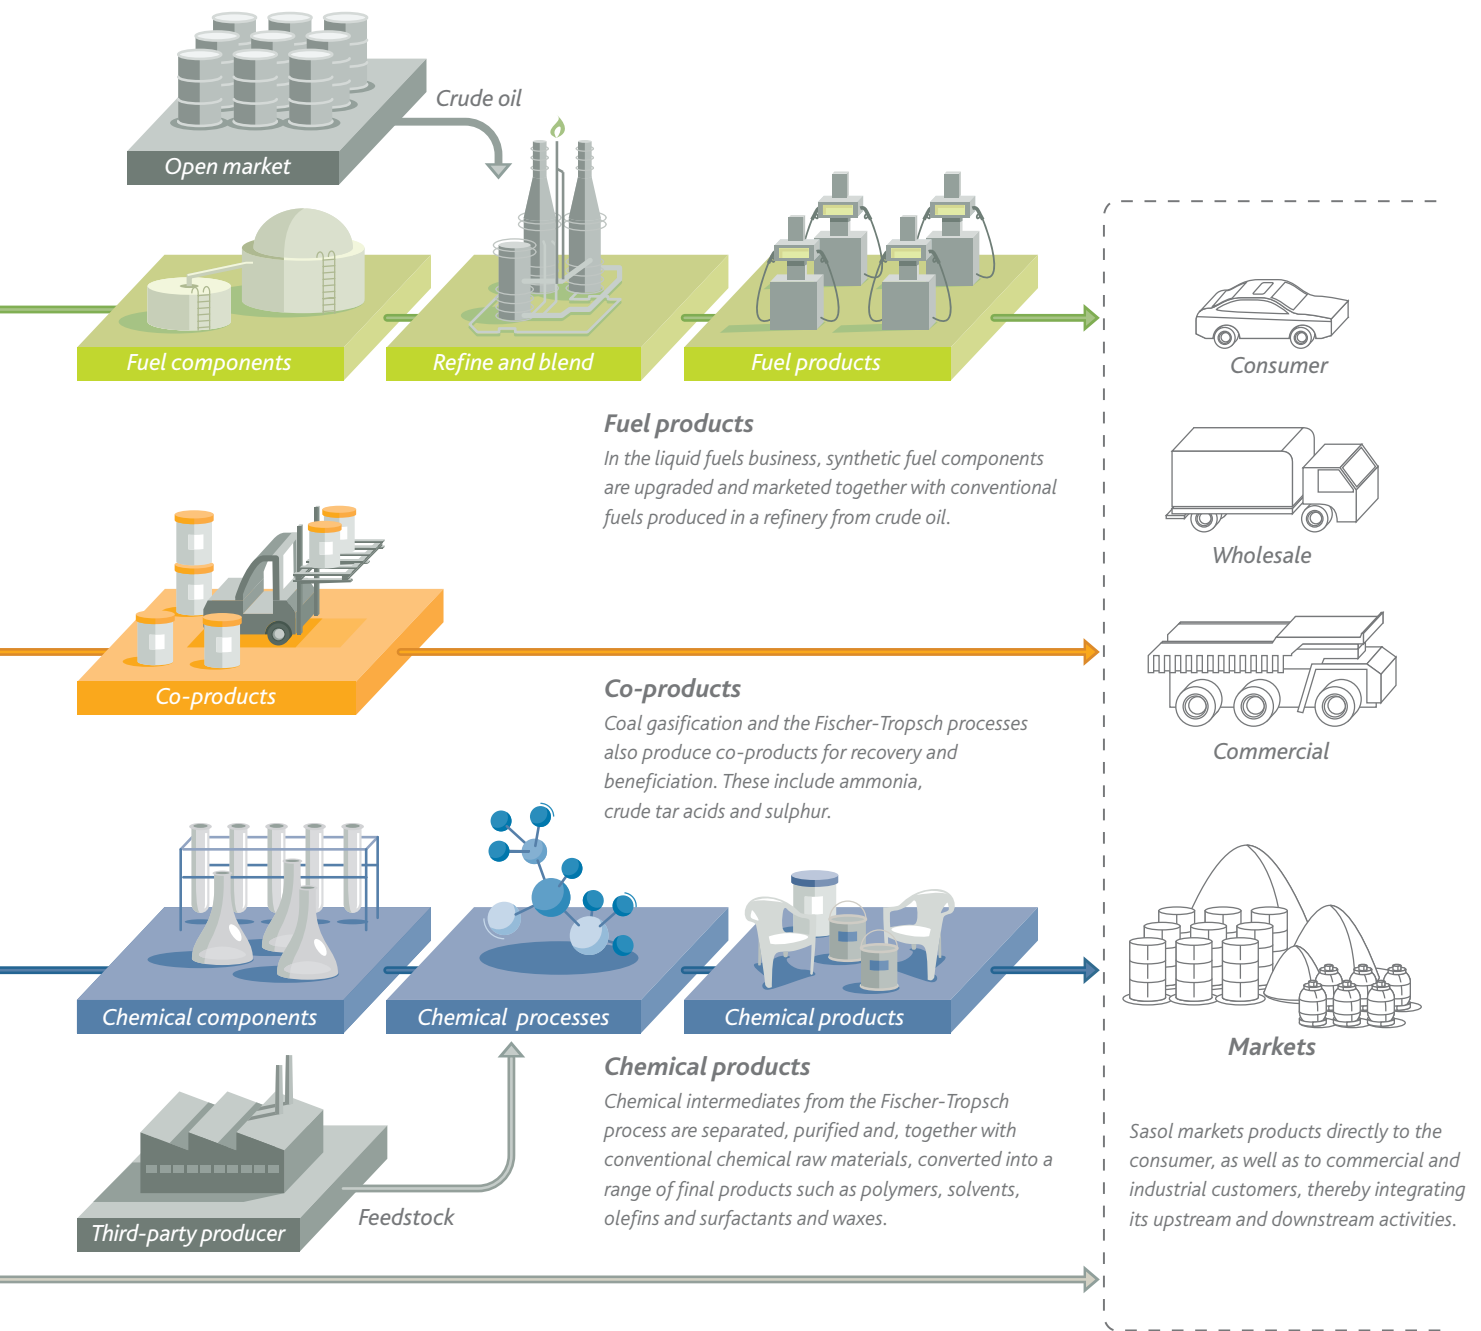 Crude oil
Open market
Fuel components
Refine and blend
Fuel products
Consumer
Fuel products
In the liquid fuels business, synthetic fuel components
are upgraded and marketed together with conventional
fuels produced in a refinery from crude oil.
Wholesale
Co-products
Co-products
Coal gasification and the Fischer-Tropsch processes
also produce co-products for recovery and
beneficiation. These include ammonia,
crude tar acids and sulphur.
Commercial
Chemical components
Chemical processes
Chemical products
Markets
Chemical products
Chemical intermediates from the Fischer-Tropsch
process are separated, purified and, together with
conventional chemical raw materials, converted into a
range of final products such as polymers, solvents,
olefins and surfactants and waxes.
Feedstock
Third-party producer
Sasol markets products directly to the
consumer, as well as to commercial and
industrial customers, thereby integrating
its upstream and downstream activities.